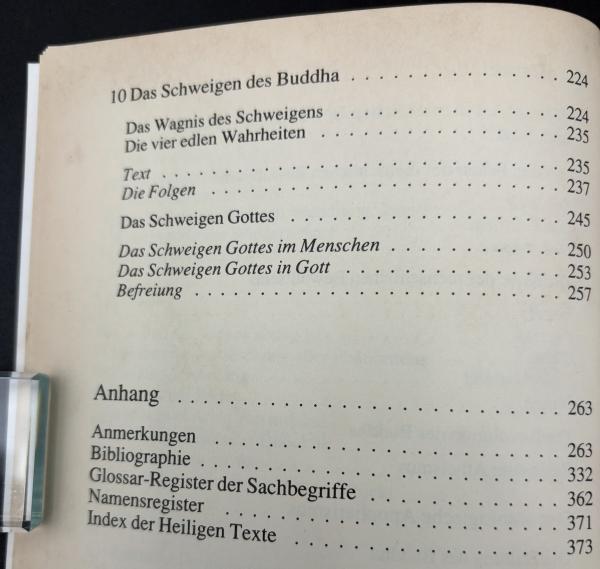 10 Das Schweigen des Buddha . . . . . . . . . . . . . . . . 224
Das Wagnis des Schweigens . . . . . . . . . . . . . . . . 224
Die vier edlen Wahrheiten . . . . . . . . . . . . . . . . . 235
Text . . . . . . . . . . . . . . . . . . . . . . . . . . . . 235
Die Folgen . . . . . . . . . . . . . . . . . . . . . . . . . 237
Das Schweigen Gottes . . . . . . . . . . . . . . . . . . . 245
Das Schweigen Gottes im Menschen . . . . . . . . . . . . 250
Das Schweigen Gottes in Gott . . . . . . . . . . . . . . . 253
Befreiung . . . . . . . . . . . . . . . . . . . . . . . . . . 257
Anhang . . . . . . . . . . . . . . . . . . . . . . . . . . . 263
Anmerkungen . . . . . . . . . . . . . . . . . . . . . . . . 263
Bibliographie . . . . . . . . . . . . . . . . . . . . . . . . 332
Glossar-Register der Sachbegriffe . . . . . . . . . . . . . . 362
Namensregister . . . . . . . . . . . . . . . . . . . . . . . 371
Index der Heiligen Texte . . . . . . . . . . . . . . . . . . 373